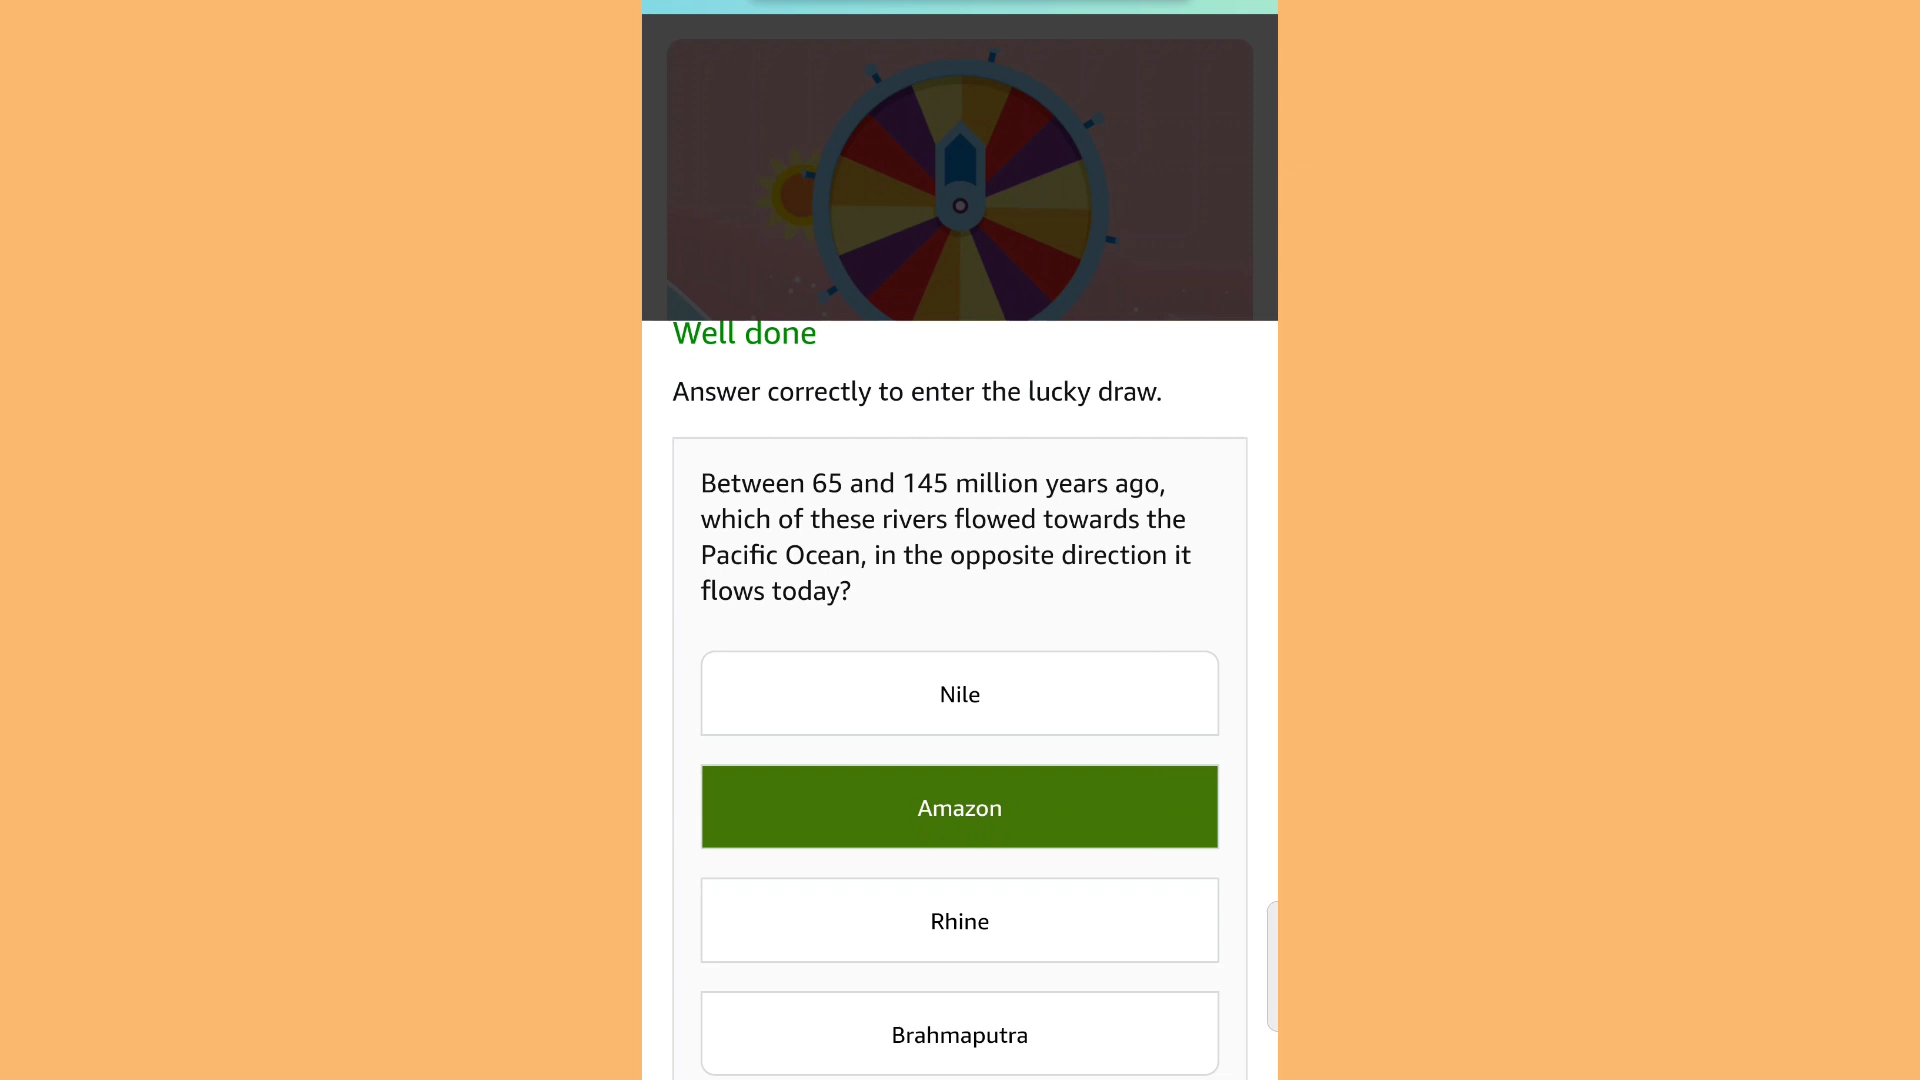 Well done
Answer correctly to enter the lucky draw.
Between 65 and 145 million years ago,
which of these rivers flowed towards the
Pacific Ocean, in the opposite direction it
flows today?
Nile
Amazon
Rhine
Brahmaputra